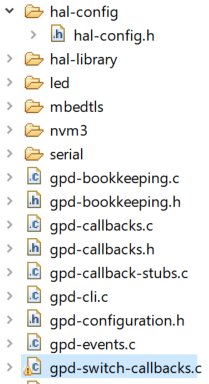 hal-config
.h hal-config.h
hal-library
led
mbedtls
nvm3
serial
.c gpd-bookkeeping.c
.h gpd-bookkeeping.h
.c gpd-callbacks.c
.h gpd-callbacks.h
.c gpd-callback-stubs.c
.c gpd-cli.c
.h gpd-configuration.h
.c gpd-events.c
.c gpd-switch-callbacks.c